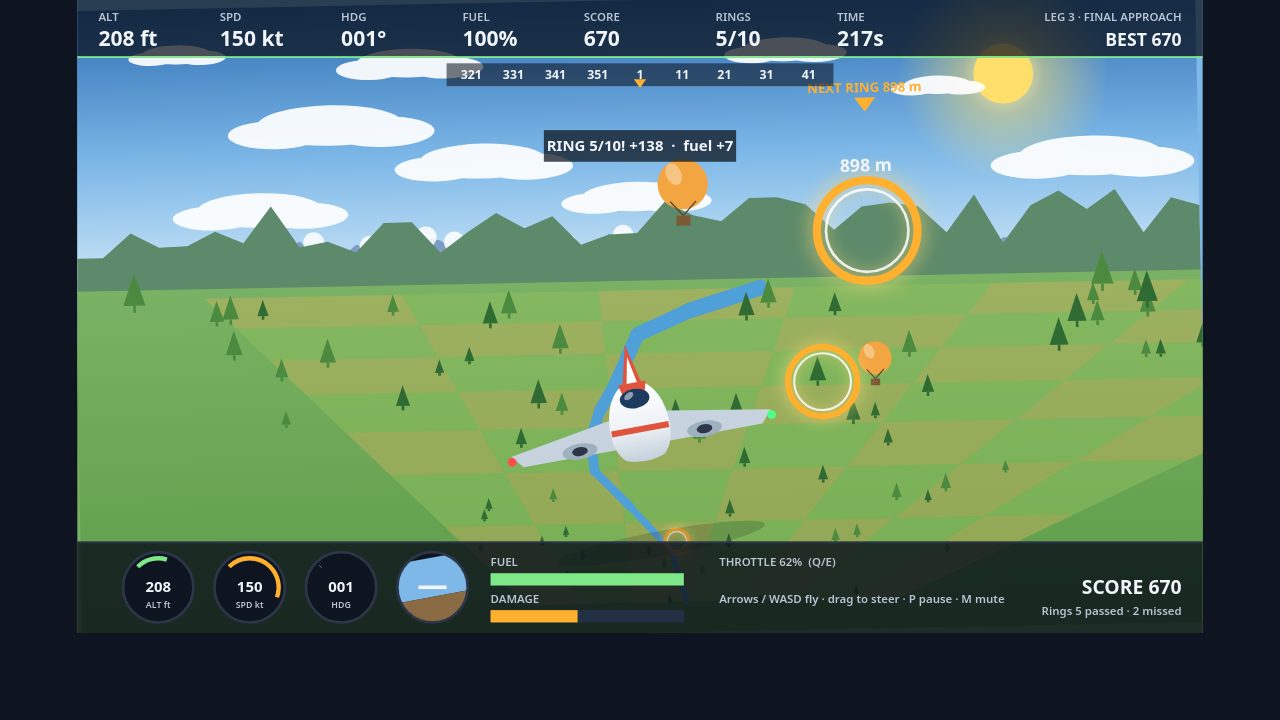 ALT
208 ft
SPD
150 kt
HDG
001°
FUEL
100%
SCORE
670
RINGS
5/10
TIME
217s
LEG 3 · FINAL APPROACH
BEST 670
321 331 341 351 1 11 21 31 41
NEXT RING 898 m
RING 5/10! +138 · fuel +7
898 m
208
ALT ft
150
SPD kt
001
HDG
FUEL
DAMAGE
THROTTLE 62% (Q/E)
Arrows / WASD fly · drag to steer · P pause · M mute
SCORE 670
Rings 5 passed · 2 missed